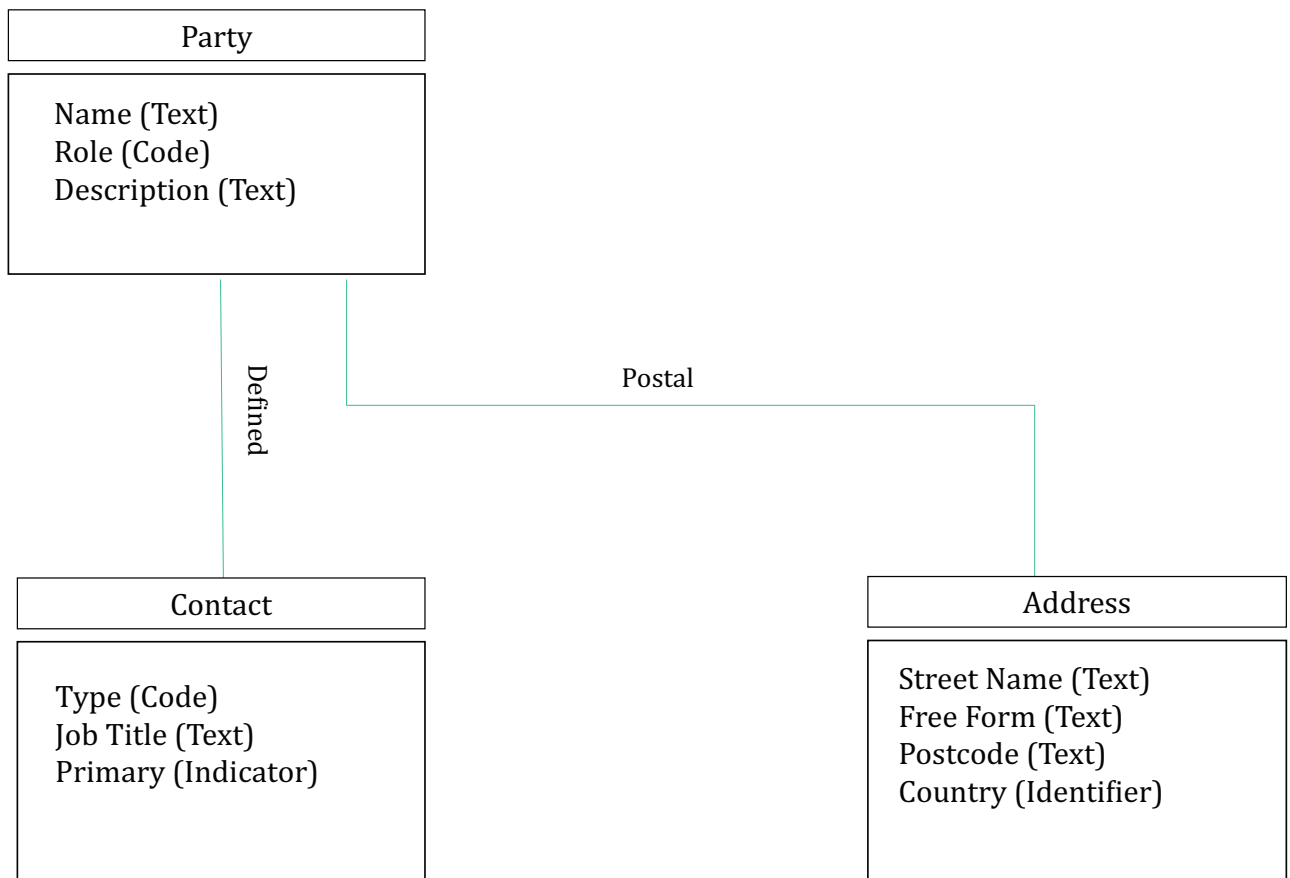 Party
Name (Text)
Role (Code)
Description (Text)
Defined
Postal
Contact
Type (Code)
Job Title (Text)
Primary (Indicator)
Address
Street Name (Text)
Free Form (Text)
Postcode (Text)
Country (Identifier)